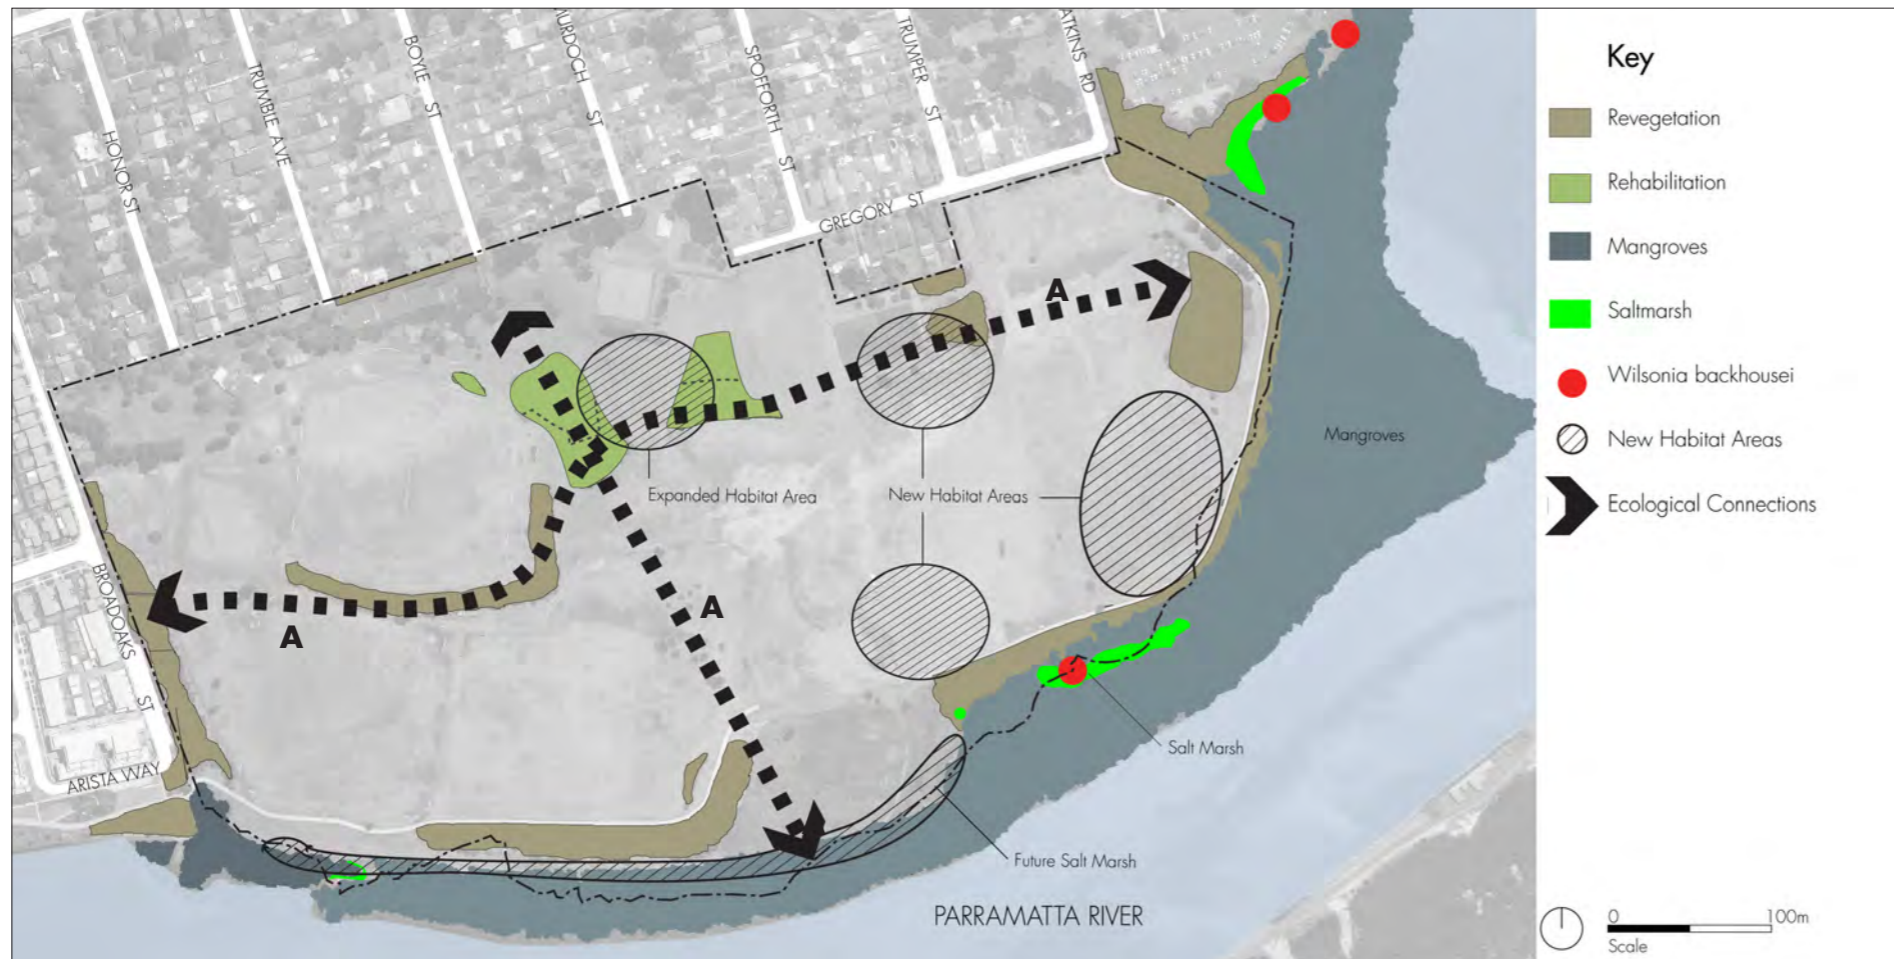 HONOR ST
TRUMBLE AVE
BOYLE ST
MURDOCH ST
SPOFFORTH ST
TRUMPER ST
ATKINS RD
GREGORY ST
A
Expanded Habitat Area
New Habitat Areas
Mangroves
A
A
BROADOAKS ST
ARISTA WAY
Salt Marsh
Future Salt Marsh
PARRAMATTA RIVER
Key
Revegetation
Rehabilitation
Mangroves
Saltmarsh
Wilsonia backhousei
New Habitat Areas
Ecological Connections
0 100m
Scale